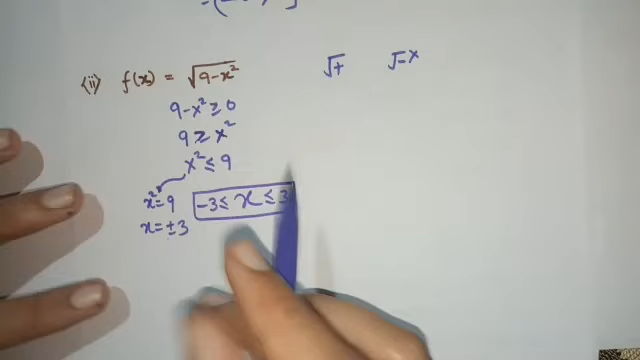 (ii) f(x) = √9-x² √+ √-x
9-x² ≥ 0
9 ≥ x²
x² ≤ 9
x² = 9 -3 ≤ x ≤ 3
x = ±3